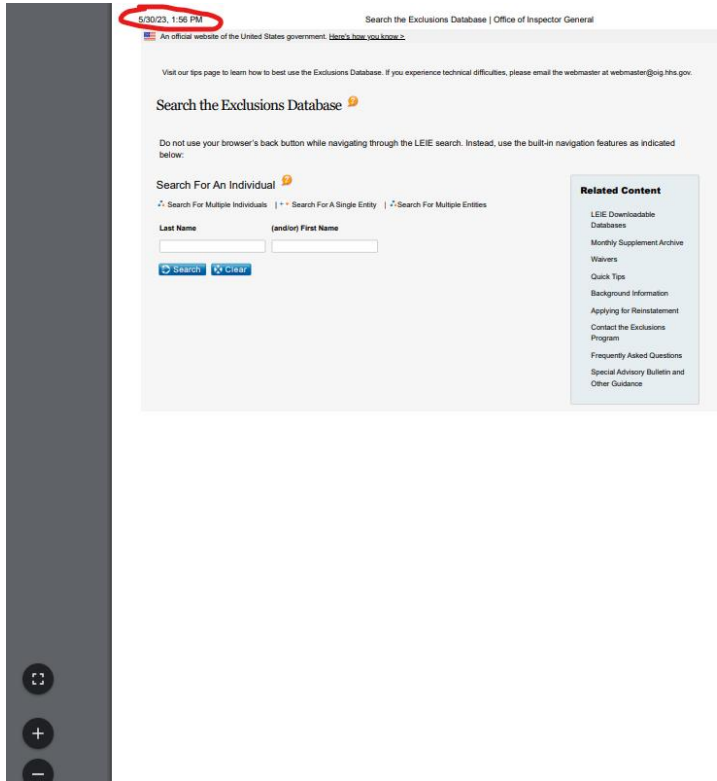 5/30/23, 1:56 PM Search the Exclusions Database | Office of Inspector General
An official website of the United States government. Here's how you know >
Visit our tips page to learn how to best use the Exclusions Database. If you experience technical difficulties, please email the webmaster at webmaster@oig.hhs.gov.
Search the Exclusions Database ?
Do not use your browser's back button while navigating through the LEIE search. Instead, use the built-in navigation features as indicated
below:
Search For An Individual ?
Search For Multiple Individuals | Search For A Single Entity | Search For Multiple Entities
Last Name (and/or) First Name
Search Clear
Related Content
LEIE Downloadable
Databases
Monthly Supplement Archive
Waivers
Quick Tips
Background Information
Applying for Reinstatement
Contact the Exclusions
Program
Frequently Asked Questions
Special Advisory Bulletin and
Other Guidance